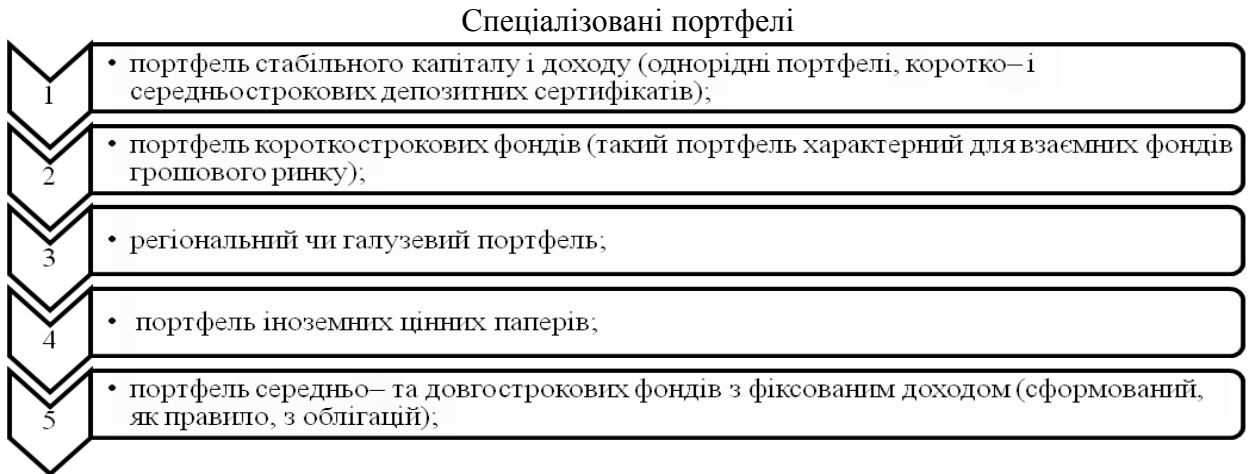 Спеціалізовані портфелі
1
• портфель стабільного капіталу і доходу (однорідні портфелі, коротко– і
середньострокових депозитних сертифікатів);
2
• портфель короткострокових фондів (такий портфель характерний для взаємних фондів
грошового ринку);
3
• регіональний чи галузевий портфель;
4
• портфель іноземних цінних паперів;
5
• портфель середньо– та довгострокових фондів з фіксованим доходом (сформований,
як правило, з облігацій);